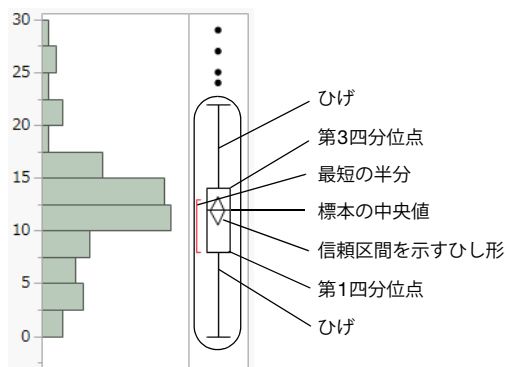 30
25
20
15
10
5
0
ひげ
第3四分位点
最短の半分
標本の中央値
信頼区間を示すひし形
第1四分位点
ひげ